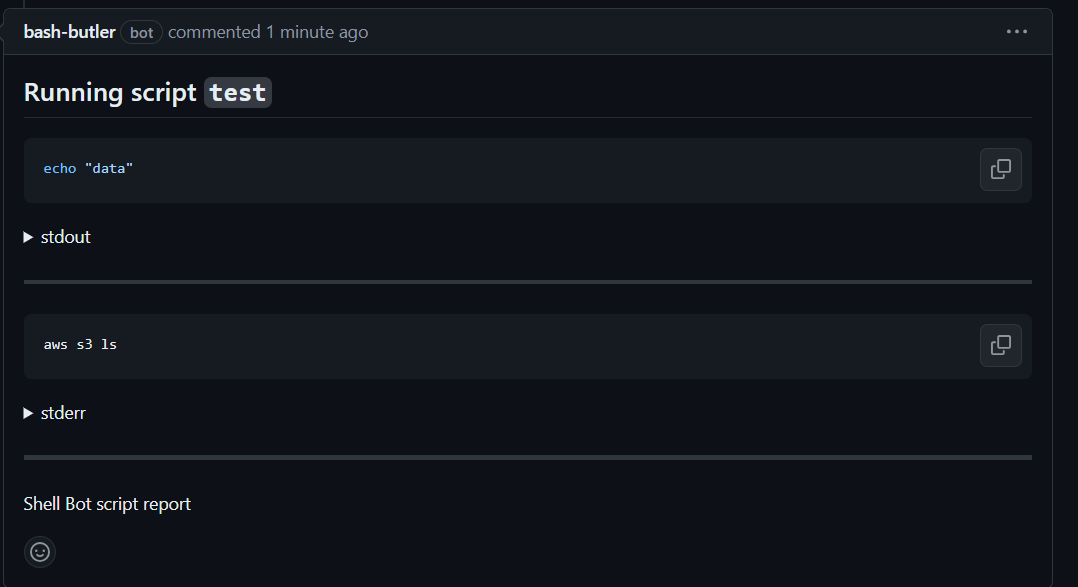 bash-butler bot commented 1 minute ago
Running script test
echo "data"
stdout
aws s3 ls
stderr
Shell Bot script report